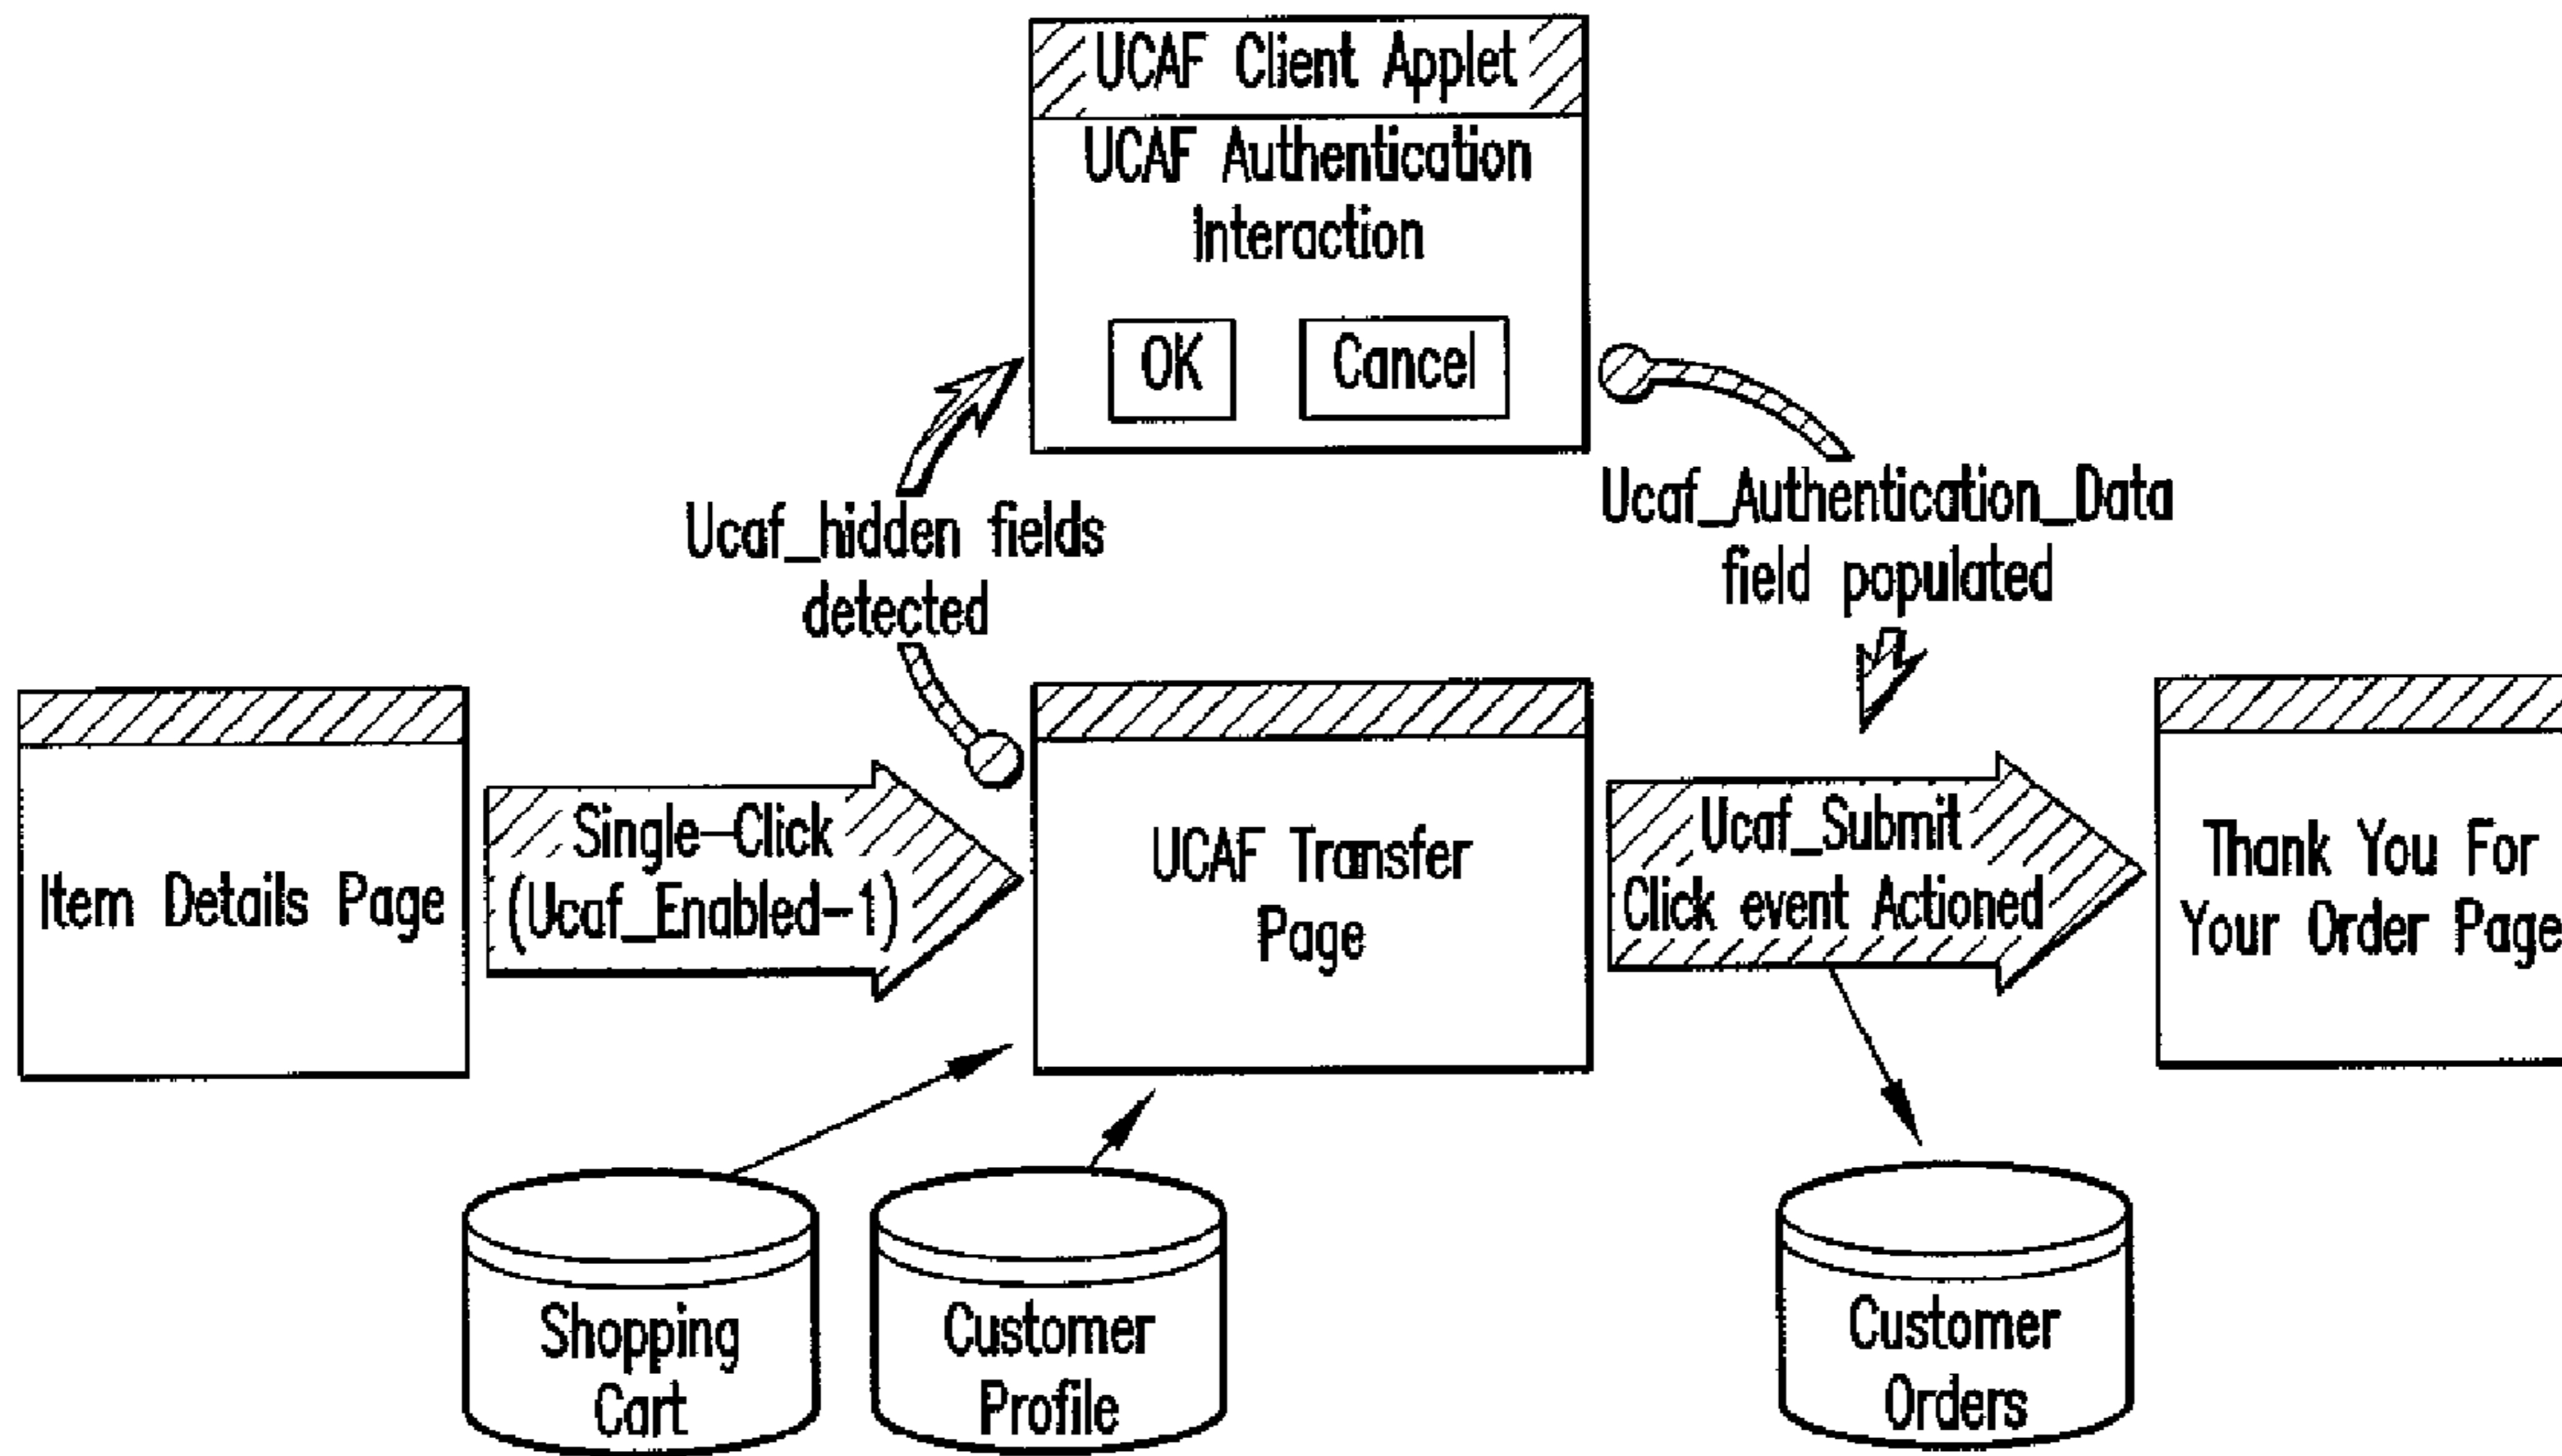 UCAF Client Applet
UCAF Authentication
Interaction
OK
Cancel
Ucaf_hidden fields
detected
Ucaf_Authentication_Data
field populated
Item Details Page
Single-Click
(Ucaf_Enabled-1)
UCAF Transfer
Page
Ucaf_Submit
Click event Actioned
Thank You For
Your Order Page
Shopping
Cart
Customer
Profile
Customer
Orders